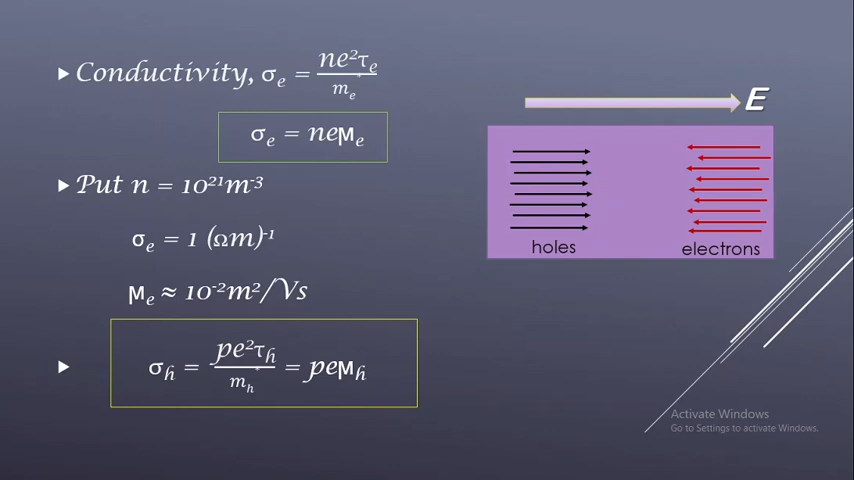 ▶ Conductivity, σₑ = ne²τₑ / mₑ*
σₑ = neμₑ
▶ Put n = 10²¹m⁻³
σₑ = 1 (Ωm)⁻¹
μₑ ≈ 10⁻²m²/Vs
▶ σₕ = pe²τₕ / mₕ* = peμₕ
E
holes electrons
Activate Windows
Go to Settings to activate Windows.